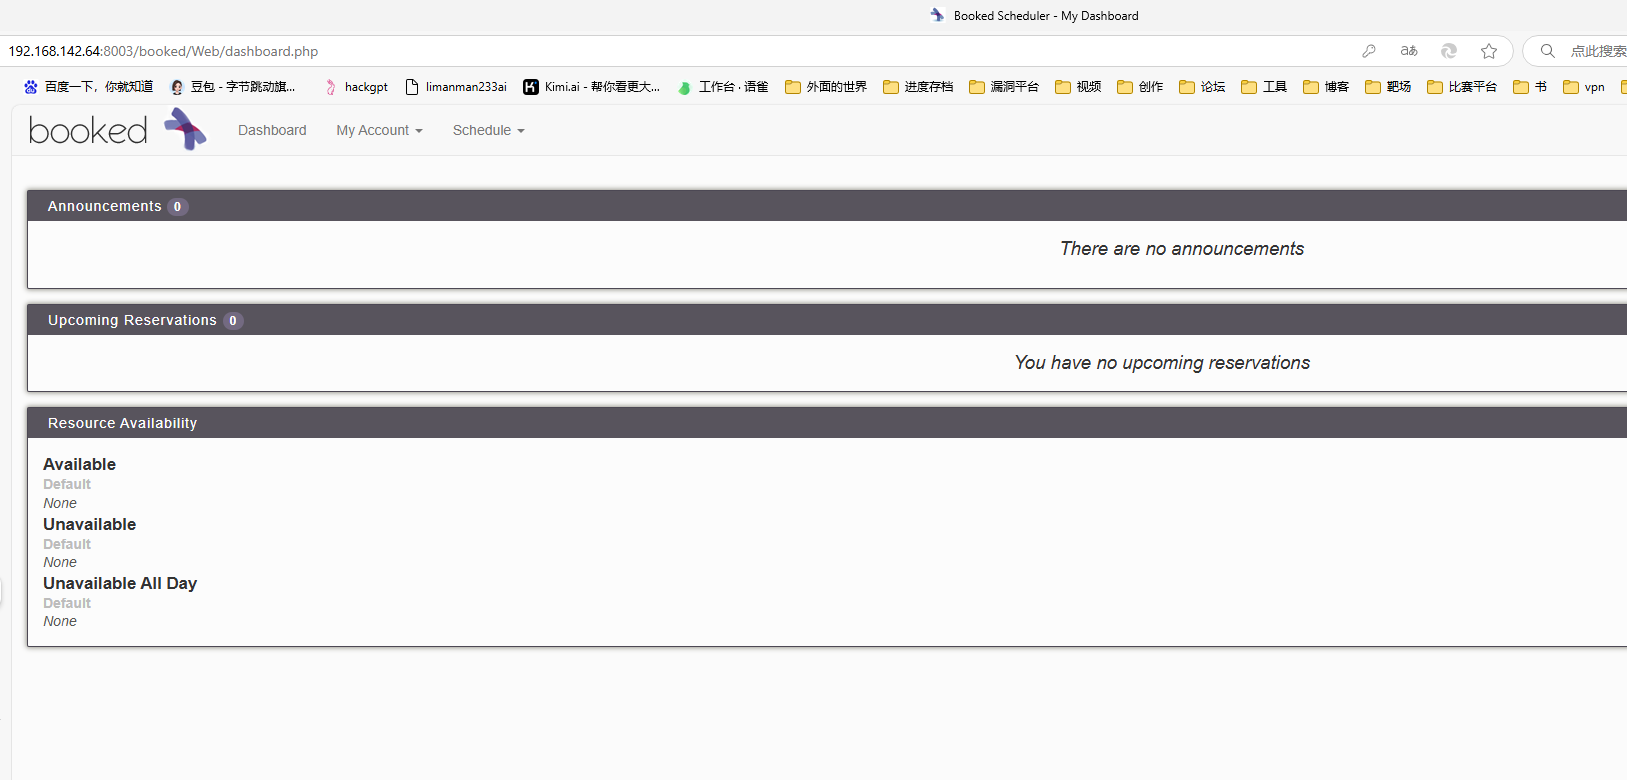 Booked Scheduler - My Dashboard
192.168.142.64:8003/booked/Web/dashboard.php
aあ
点此搜索
百度一下，你就知道 豆包 - 字节跳动旗... hackgpt limanman233ai Kimi.ai - 帮你看更大... 工作台 · 语雀 外面的世界 进度存档 漏洞平台 视频 创作 论坛 工具 博客 靶场 比赛平台 书 vpn
booked Dashboard My Account Schedule
Announcements 0
There are no announcements
Upcoming Reservations 0
You have no upcoming reservations
Resource Availability
Available
Default
None
Unavailable
Default
None
Unavailable All Day
Default
None